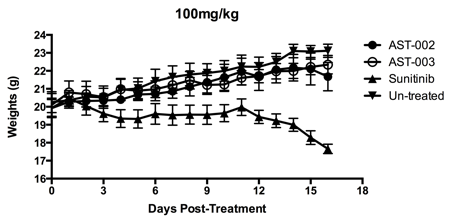 100mg/kg
Weights (g)
23
22
21
20
19
18
17
16
0
3
6
9
12
15
18
Days Post-Treatment
AST-002
AST-003
Sunitinib
Un-treated